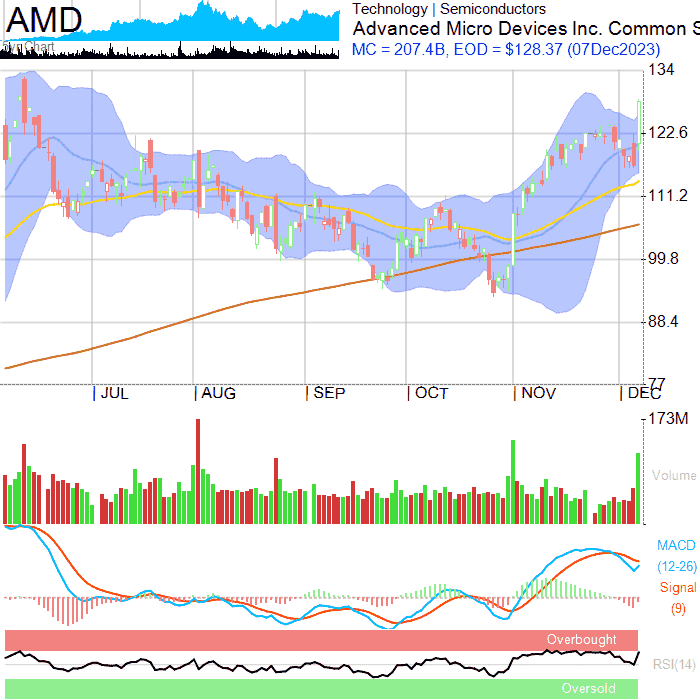 Technology | Semiconductors
AMD
Advanced Micro Devices Inc. Common S
5yr Chart
MC = 207.4B, EOD = $128.37 (07Dec2023)
134
122.6
111.2
99.8
88.4
77
| JUL | AUG | SEP | OCT | NOV | DEC
173M
Volume
MACD
(12-26)
Signal
(9)
Overbought
RSI(14)
Oversold